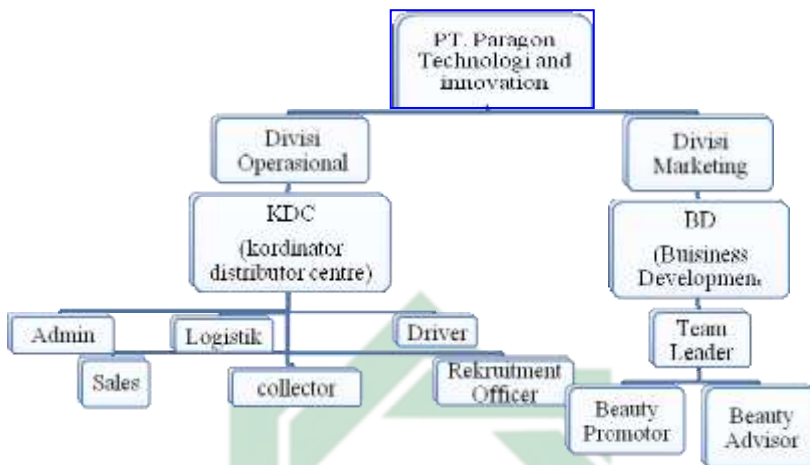 PT. Paragon
Technologi and
innovation
Divisi
Operasional
Divisi
Marketing
KDC
(kordinator
distributor centre)
BD
(Buisiness
Developmen
Admin
Logistik
Driver
Team
Leader
Sales
collector
Rekruitment
Officer
Beauty
Promotor
Beauty
Advisor